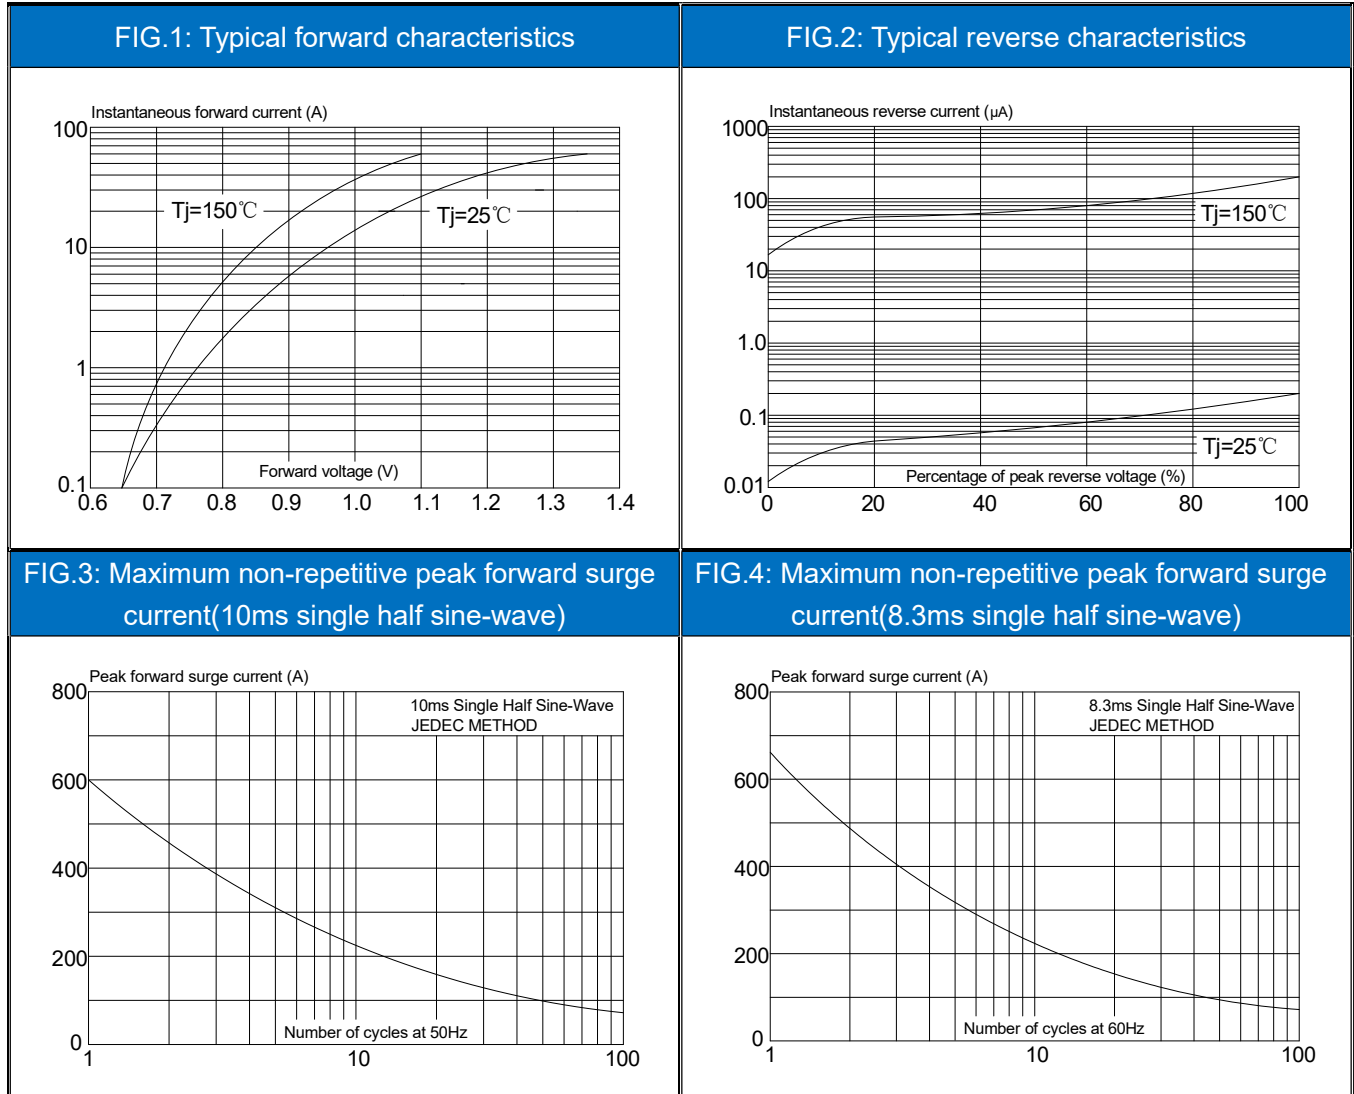 FIG.1: Typical forward characteristics
Instantaneous forward current (A)
100
10
1
0.1
Tj=150℃
Tj=25℃
Forward voltage (V)
0.6 0.7 0.8 0.9 1.0 1.1 1.2 1.3 1.4
FIG.2: Typical reverse characteristics
Instantaneous reverse current (μA)
1000
100
10
1.0
0.1
0.01
Tj=150℃
Tj=25℃
Percentage of peak reverse voltage (%)
0 20 40 60 80 100
FIG.3: Maximum non-repetitive peak forward surge
current(10ms single half sine-wave)
Peak forward surge current (A)
800
600
400
200
0
10ms Single Half Sine-Wave
JEDEC METHOD
Number of cycles at 50Hz
1 10 100
FIG.4: Maximum non-repetitive peak forward surge
current(8.3ms single half sine-wave)
Peak forward surge current (A)
800
600
400
200
0
8.3ms Single Half Sine-Wave
JEDEC METHOD
Number of cycles at 60Hz
1 10 100